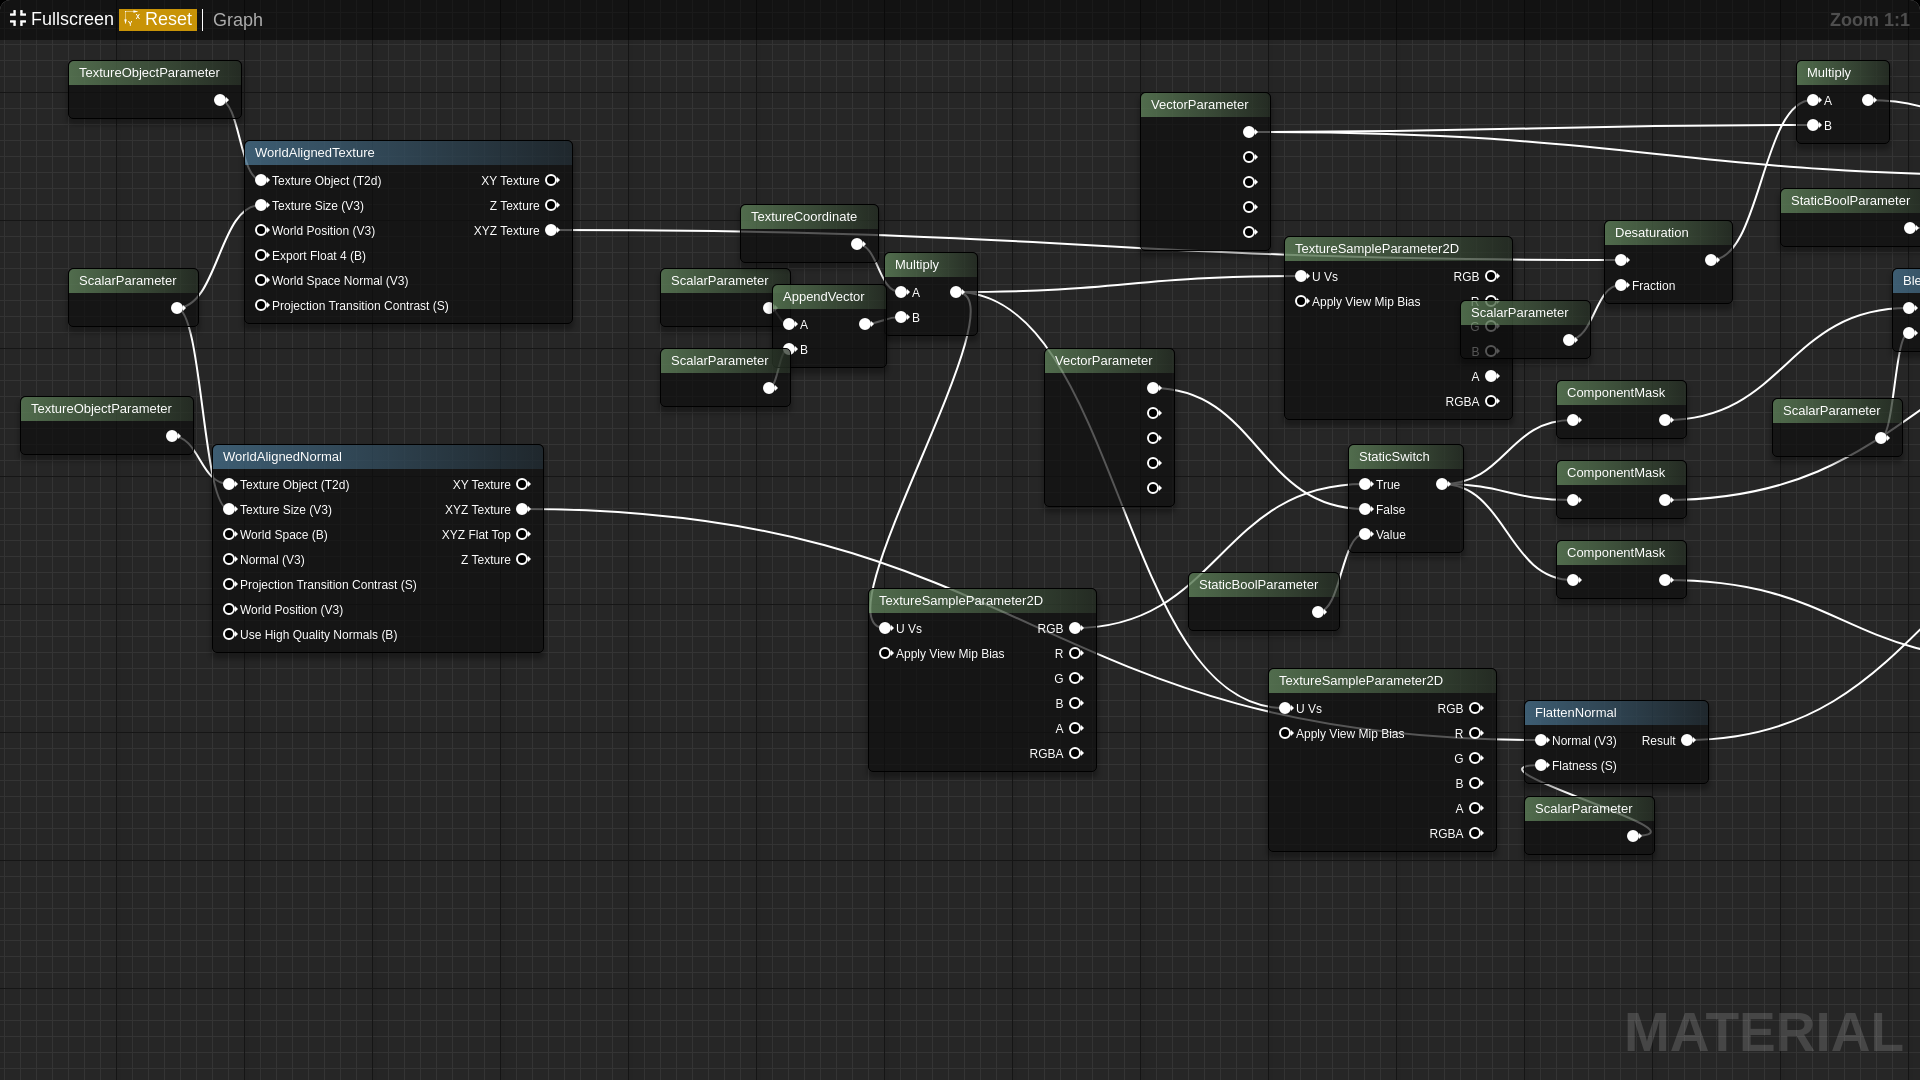 Fullscreen Reset Graph
Zoom 1:1
TextureObjectParameter
WorldAlignedTexture
Texture Object (T2d) XY Texture
Texture Size (V3) Z Texture
World Position (V3) XYZ Texture
Export Float 4 (B)
World Space Normal (V3)
Projection Transition Contrast (S)
ScalarParameter
TextureObjectParameter
WorldAlignedNormal
Texture Object (T2d) XY Texture
Texture Size (V3) XYZ Texture
World Space (B) XYZ Flat Top
Normal (V3) Z Texture
Projection Transition Contrast (S)
World Position (V3)
Use High Quality Normals (B)
TextureCoordinate
ScalarParameter
AppendVector
A
B
ScalarParameter
Multiply
A
B
VectorParameter
VectorParameter
TextureSampleParameter2D
U Vs RGB
Apply View Mip Bias R
G
B
A
RGBA
ScalarParameter
Desaturation
Fraction
Multiply
A
B
StaticBoolParameter
Ble
ScalarParameter
ComponentMask
ComponentMask
ComponentMask
StaticSwitch
True
False
Value
StaticBoolParameter
TextureSampleParameter2D
U Vs RGB
Apply View Mip Bias R
G
B
A
RGBA
TextureSampleParameter2D
U Vs RGB
Apply View Mip Bias R
G
B
A
RGBA
FlattenNormal
Normal (V3) Result
Flatness (S)
ScalarParameter
MATERIAL